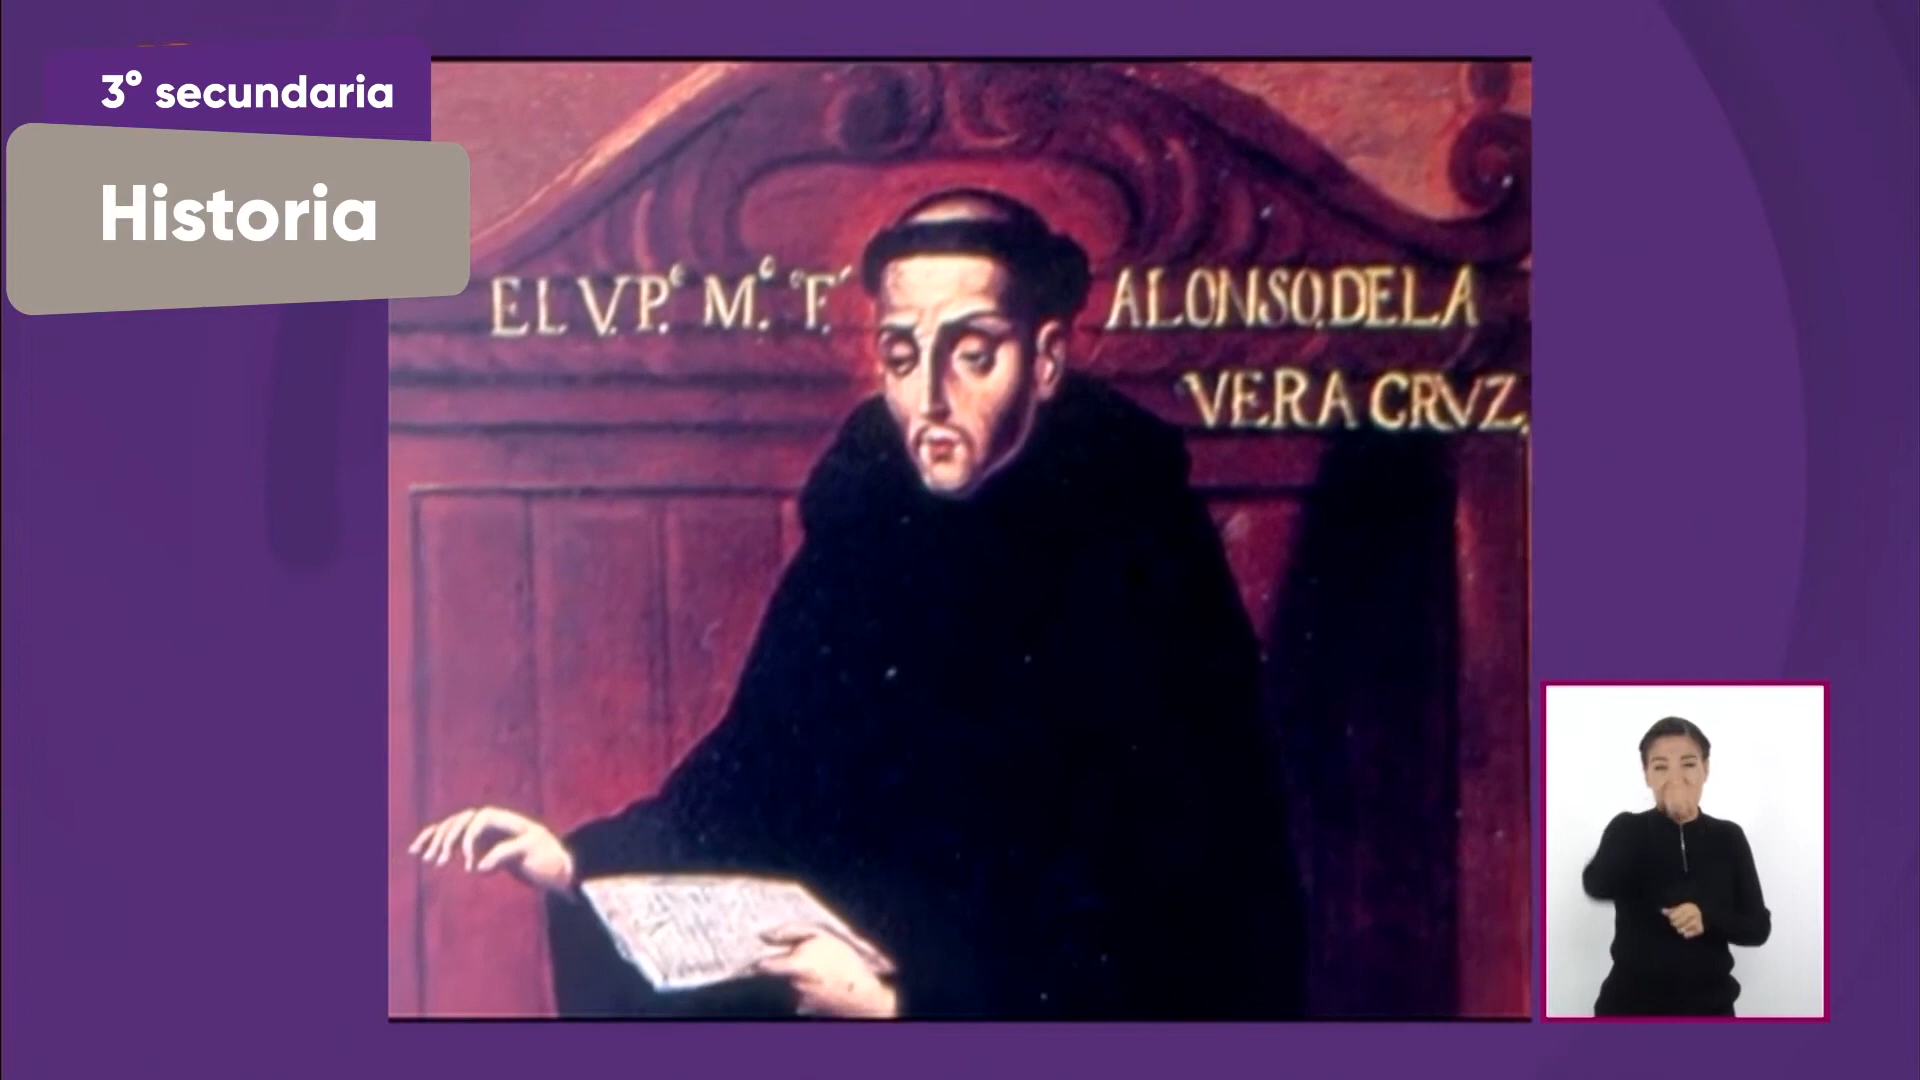 3° secundaria
Historia
EL V.P.ᵉ M.ᵒ F.
ALONSO.DE LA
VERA CRVZ.